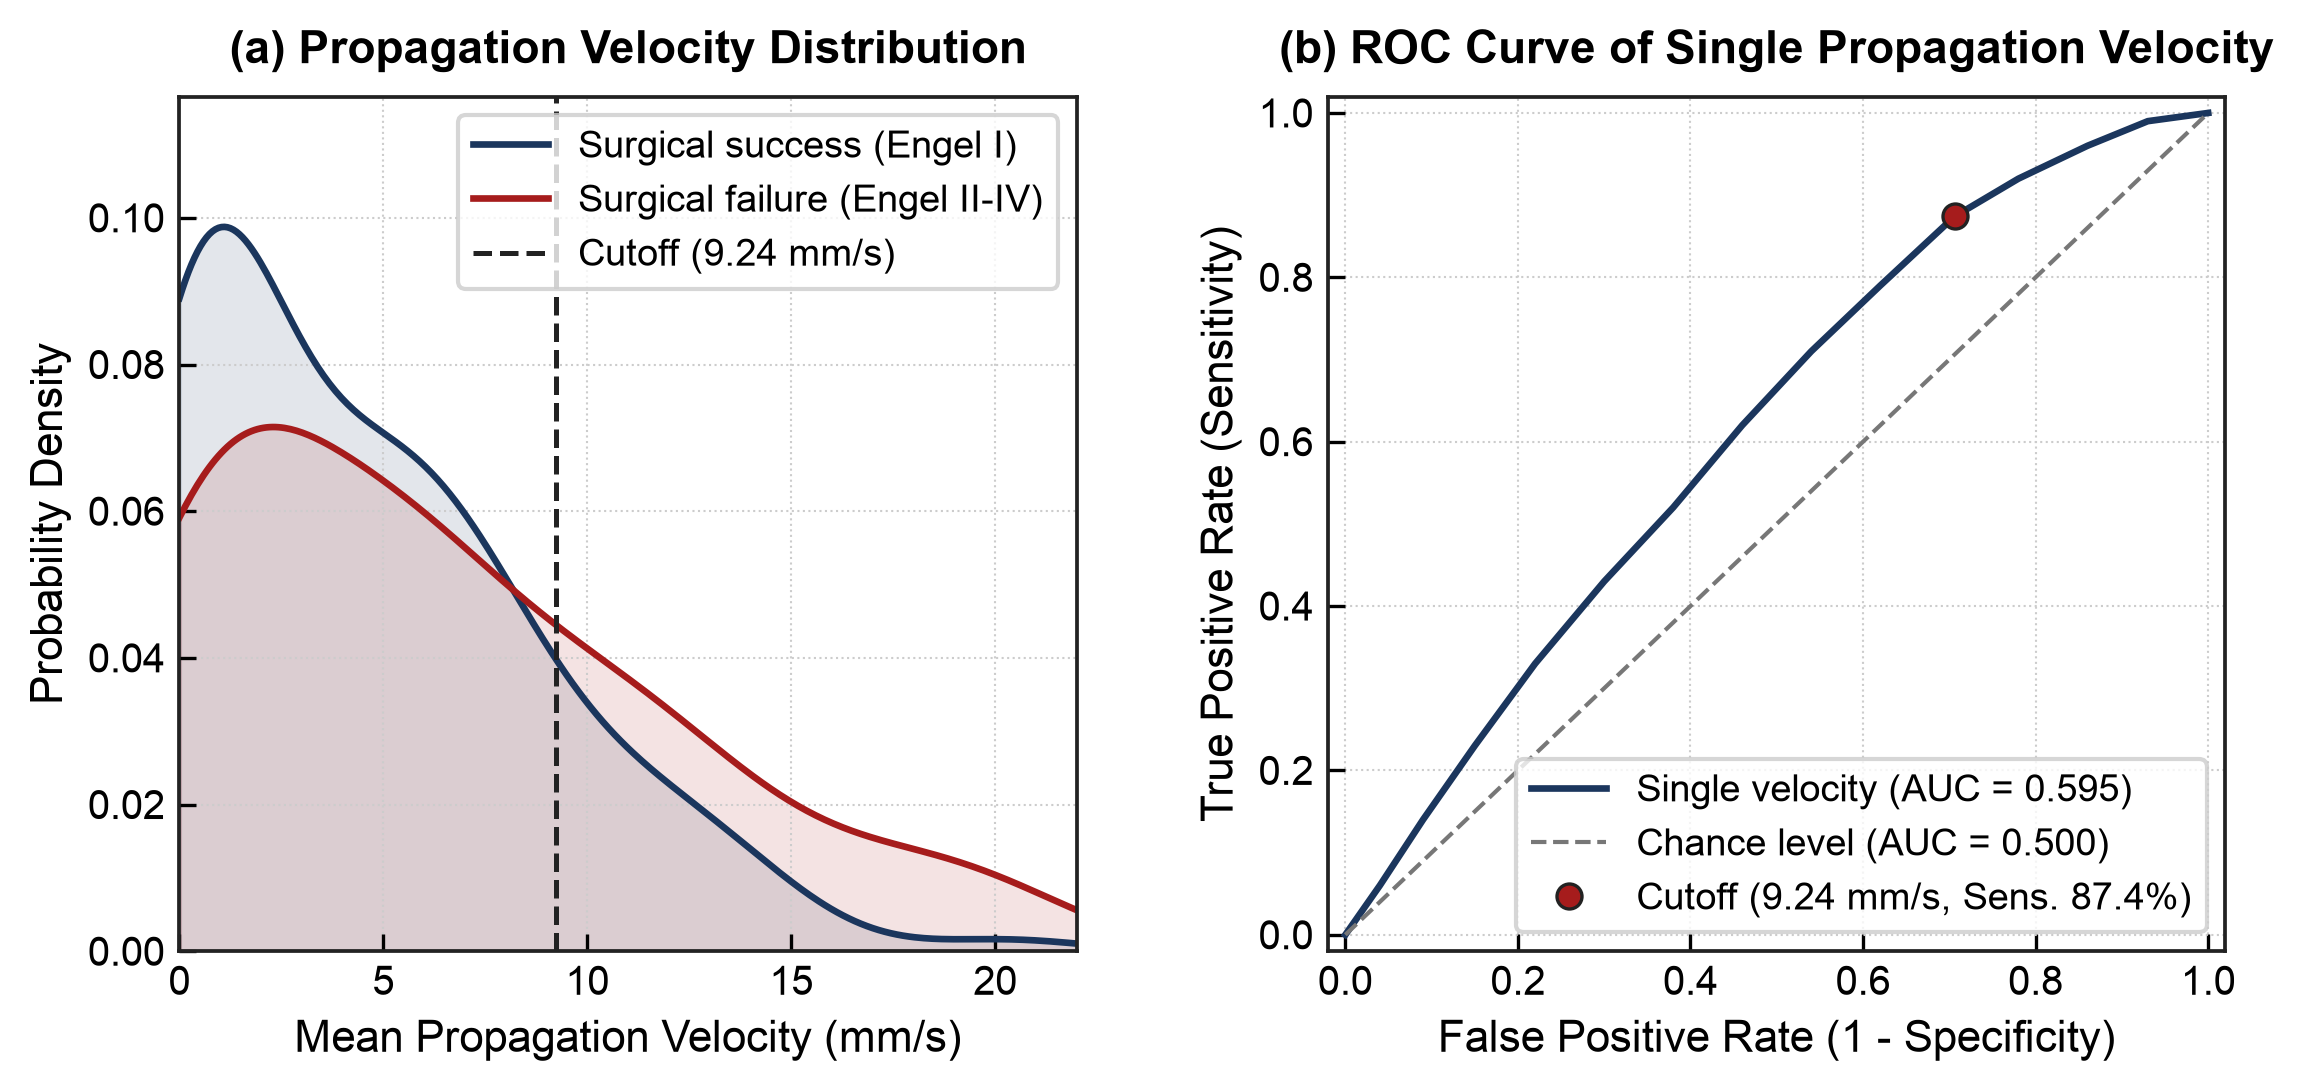 (a) Propagation Velocity Distribution
Probability Density
0.10
0.08
0.06
0.04
0.02
0.00
Surgical success (Engel I)
Surgical failure (Engel II-IV)
Cutoff (9.24 mm/s)
0 5 10 15 20
Mean Propagation Velocity (mm/s)
(b) ROC Curve of Single Propagation Velocity
True Positive Rate (Sensitivity)
1.0
0.8
0.6
0.4
0.2
0.0
Single velocity (AUC = 0.595)
Chance level (AUC = 0.500)
Cutoff (9.24 mm/s, Sens. 87.4%)
0.0 0.2 0.4 0.6 0.8 1.0
False Positive Rate (1 - Specificity)